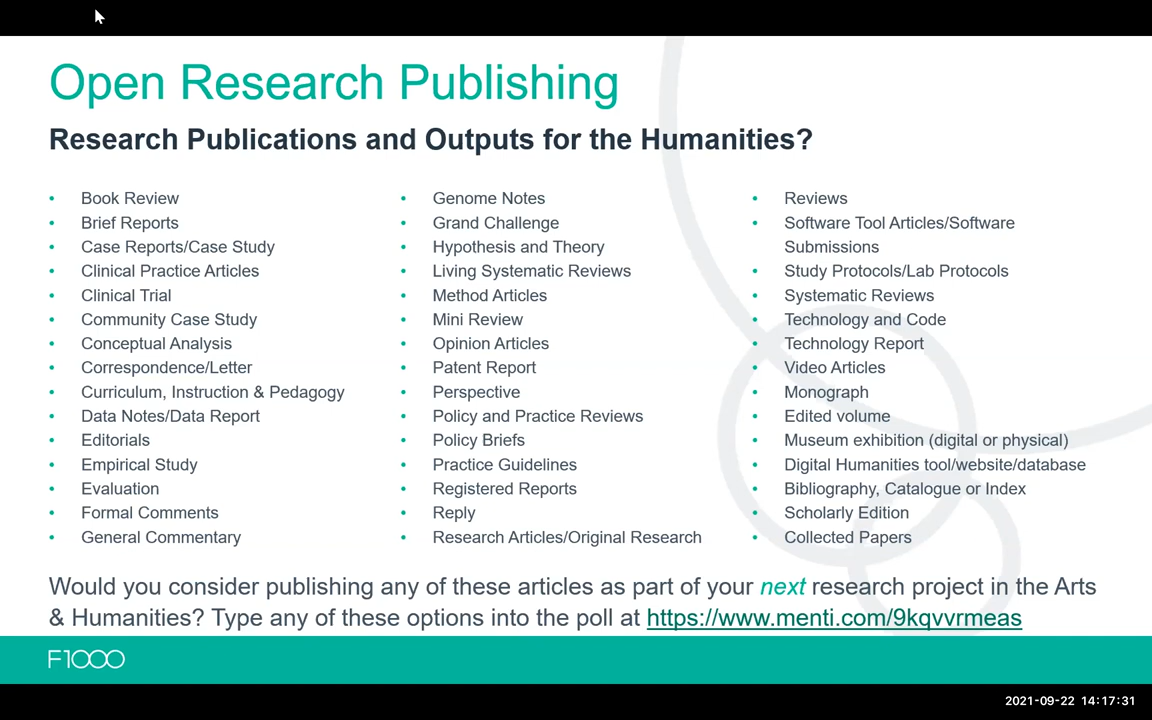 Open Research Publishing
Research Publications and Outputs for the Humanities?
• Book Review
• Brief Reports
• Case Reports/Case Study
• Clinical Practice Articles
• Clinical Trial
• Community Case Study
• Conceptual Analysis
• Correspondence/Letter
• Curriculum, Instruction & Pedagogy
• Data Notes/Data Report
• Editorials
• Empirical Study
• Evaluation
• Formal Comments
• General Commentary
• Genome Notes
• Grand Challenge
• Hypothesis and Theory
• Living Systematic Reviews
• Method Articles
• Mini Review
• Opinion Articles
• Patent Report
• Perspective
• Policy and Practice Reviews
• Policy Briefs
• Practice Guidelines
• Registered Reports
• Reply
• Research Articles/Original Research
• Reviews
• Software Tool Articles/Software
Submissions
• Study Protocols/Lab Protocols
• Systematic Reviews
• Technology and Code
• Technology Report
• Video Articles
• Monograph
• Edited volume
• Museum exhibition (digital or physical)
• Digital Humanities tool/website/database
• Bibliography, Catalogue or Index
• Scholarly Edition
• Collected Papers
Would you consider publishing any of these articles as part of your next research project in the Arts
& Humanities? Type any of these options into the poll at https://www.menti.com/9kqvvrmeas
F1000
2021-09-22 14:17:31